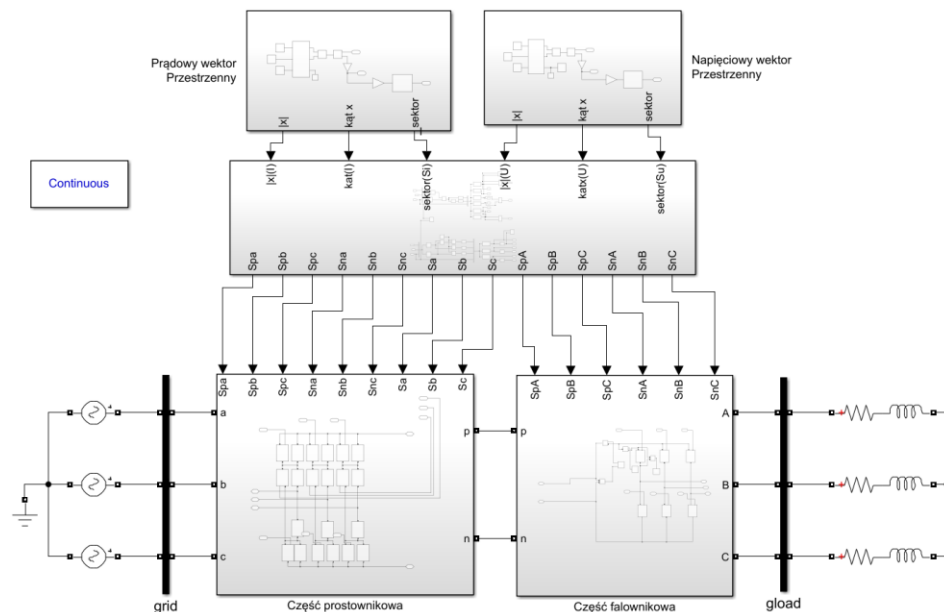 Prądowy wektor
Przestrzenny
|x|
kąt x
sektor
|x|
kąt x
sektor
Napięciowy wektor
Przestrzenny
Continuous
|x|(I)
kat(I)
sektor(Si)
|x|(U)
katx(U)
sektor(Su)
Spa
Spb
Spc
Sna
Snb
Snc
Sa
Sb
Sc
SpA
SpB
SpC
SnA
SnB
SnC
Spa
Spb
Spc
Sna
Snb
Snc
Sa
Sb
Sc
SpA
SpB
SpC
SnA
SnB
SnC
a
b
c
p
n
p
n
A
B
C
grid
Część prostownikowa
Część falownikowa
gload